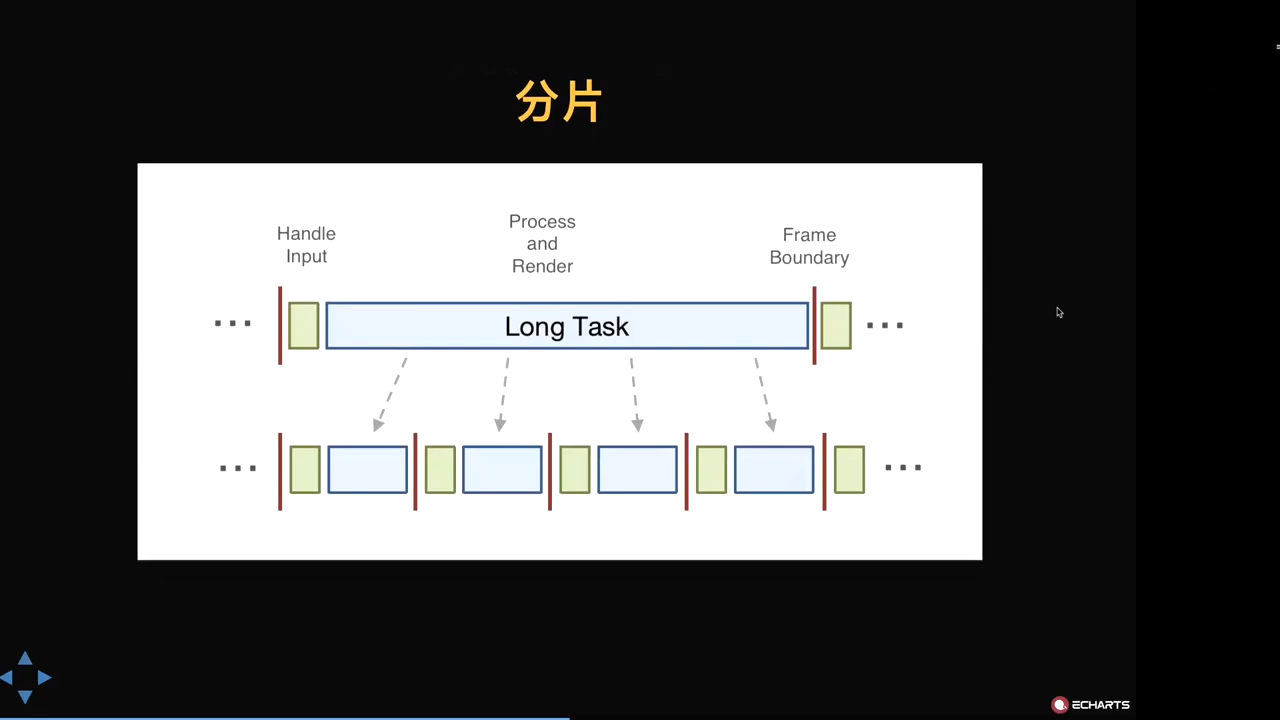 分片
Handle
Input
Process
and
Render
Frame
Boundary
Long Task
ECHARTS